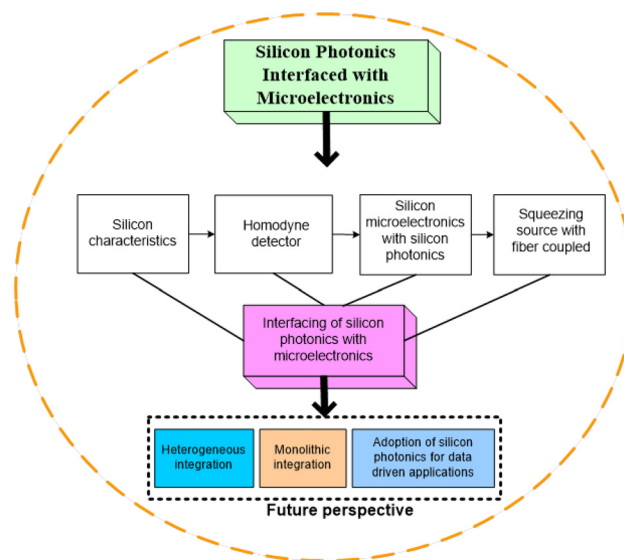 Silicon Photonics
Interfaced with
Microelectronics
Silicon
characteristics
Homodyne
detector
Silicon
microelectronics
with silicon
photonics
Squeezing
source with
fiber coupled
Interfacing of silicon
photonics with
microelectronics
Heterogeneous
integration
Monolithic
integration
Adoption of silicon
photonics for data
driven applications
Future perspective